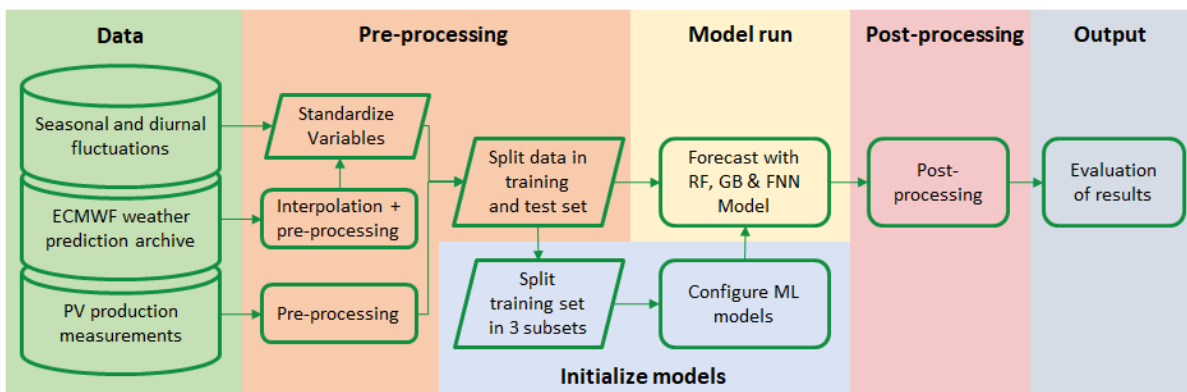 Data
Pre-processing
Model run
Post-processing
Output
Seasonal and diurnal
fluctuations
Standardize
Variables
Split data in
training
and test set
Forecast with
RF, GB & FNN
Model
Post-
processing
Evaluation
of results
ECMWF weather
prediction archive
Interpolation +
pre-processing
PV production
measurements
Pre-processing
Split
training set
in 3 subsets
Configure ML
models
Initialize models